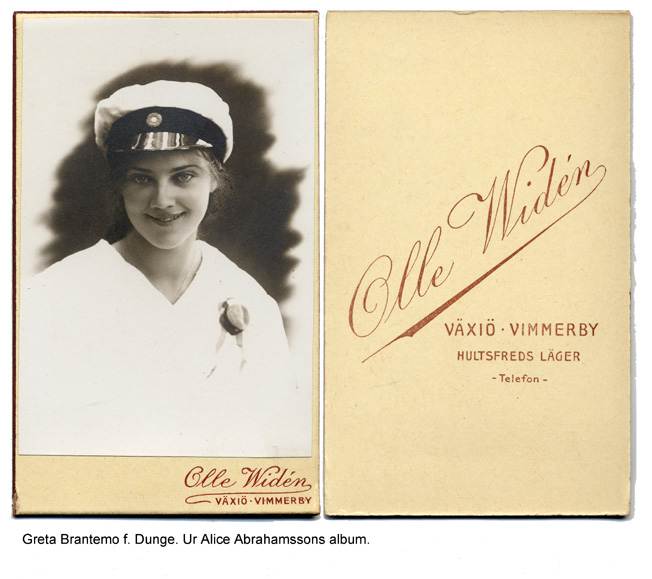 Olle Widén
VÄXIÖ · VIMMERBY
Olle Widén
VÄXIÖ · VIMMERBY
HULTSFREDS LÄGER
- Telefon -
Greta Brantemo f. Dunge. Ur Alice Abrahamssons album.